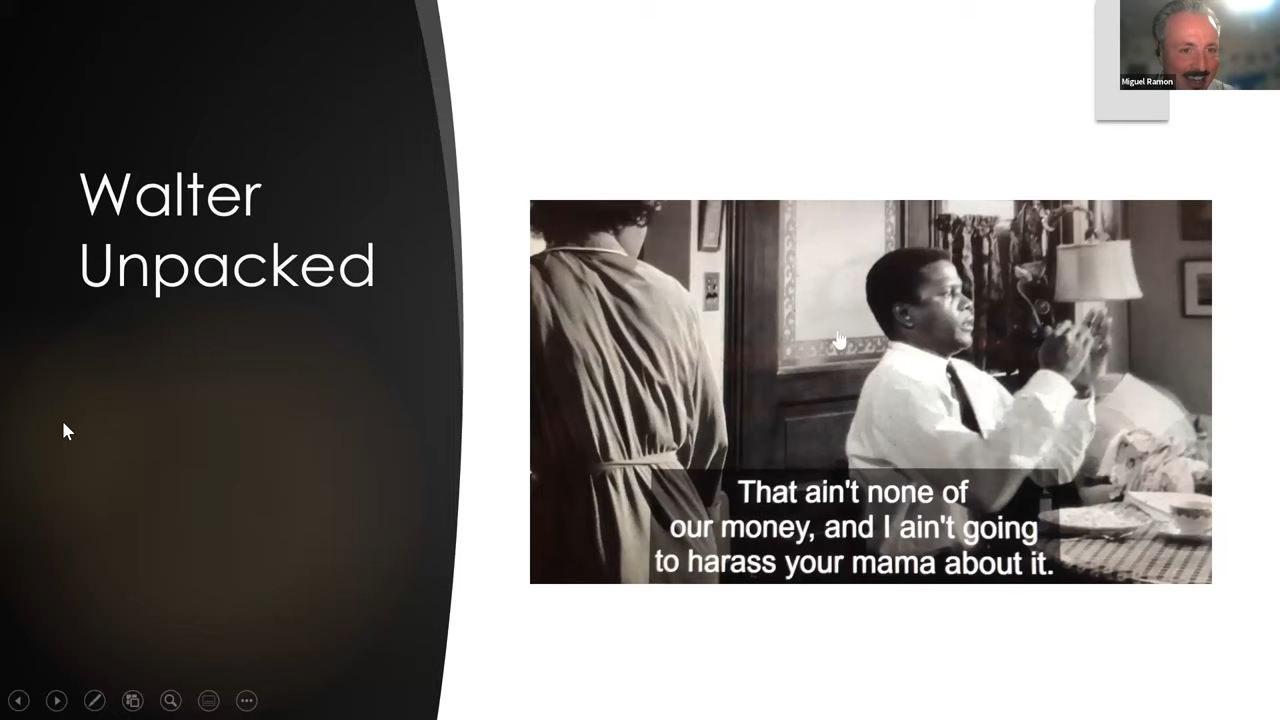 Walter
Unpacked
Miguel Ramon
That ain't none of
our money, and I ain't going
to harass your mama about it.